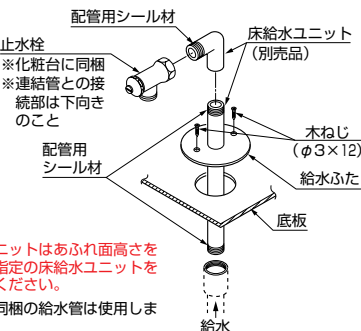 配管用シール材
床給水ユニット
（別売品）
止水栓
※化粧台に同梱
※連結管との接
続部は下向き
のこと
木ねじ
（φ3×12）
給水ふた
配管用
シール材
底板
ニットはあふれ面高さを
指定の床給水ユニットを
ください。
同梱の給水管は使用しま
給水